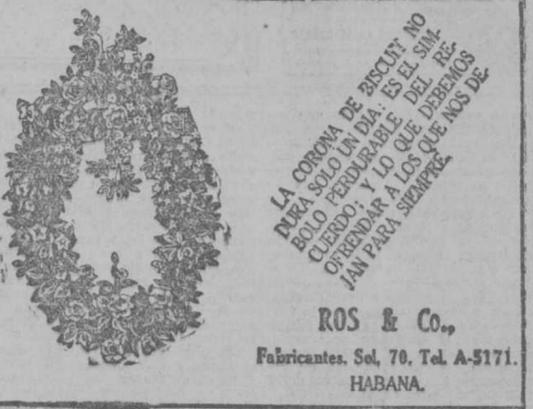 LA CORONA DE BISCUIT NO
DURA SOLO UN DIA: ES EL SIM-
BOLO PERDURABLE DEL RE-
CUERDO; Y LO QUE DEBEMOS
OFRENDAR A LOS QUE NOS DE-
JAN PARA SIEMPRE.
ROS & Co.,
Fabricantes. Sol, 70. Tel. A-5171.
HABANA.